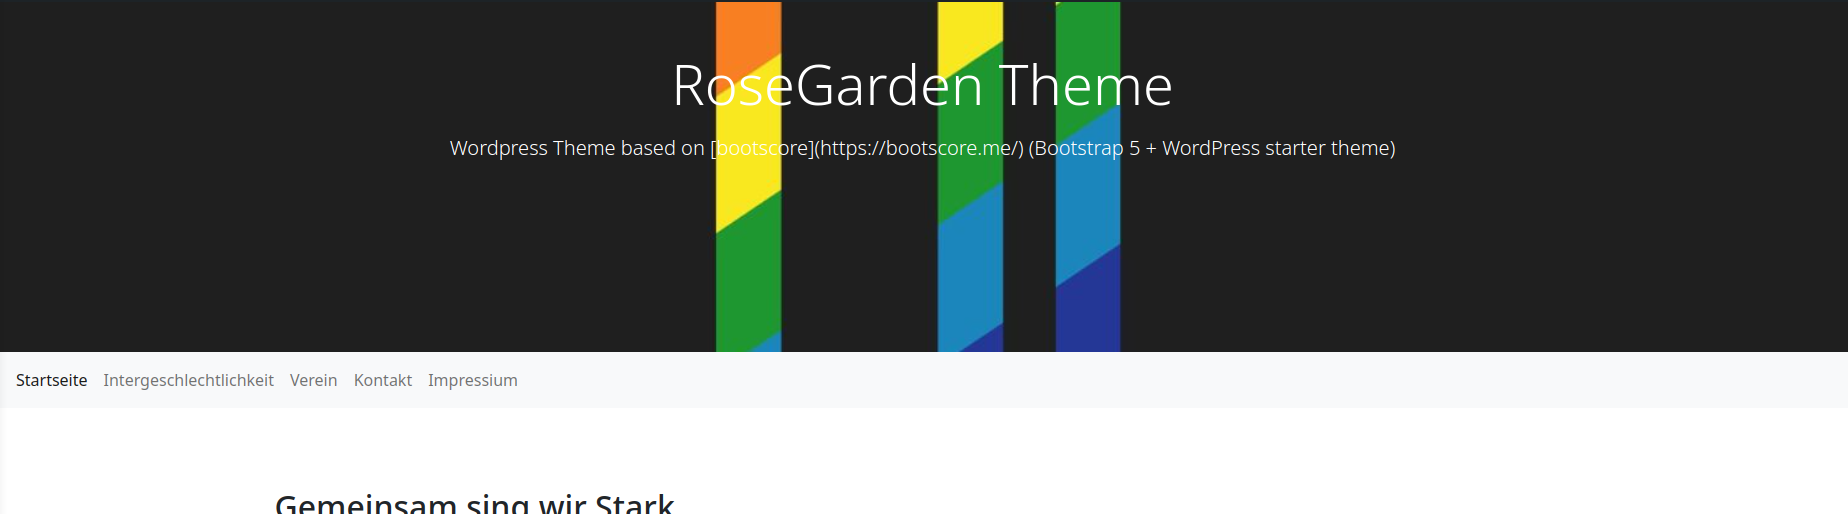 RoseGarden Theme
Wordpress Theme based on [bootscore](https://bootscore.me/) (Bootstrap 5 + WordPress starter theme)
Startseite Intergeschlechtlichkeit Verein Kontakt Impressum
Gemeinsam sing wir Stark